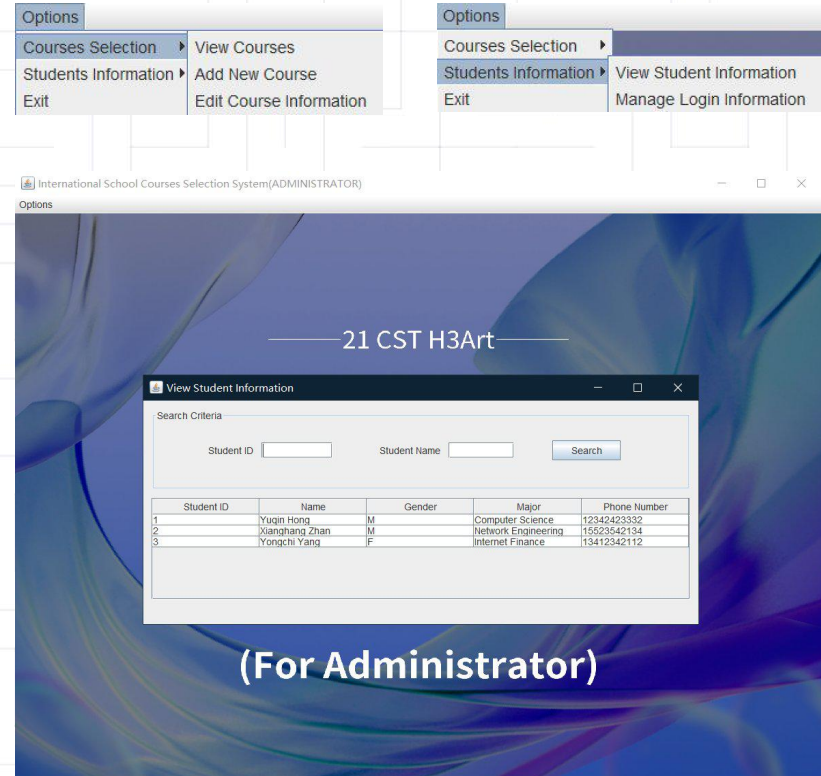 Options
Courses Selection View Courses
Students Information Add New Course
Exit Edit Course Information
Options
Courses Selection
Students Information View Student Information
Exit Manage Login Information
International School Courses Selection System(ADMINISTRATOR)
Options
21 CST H3Art
View Student Information
Search Criteria
Student ID Student Name Search
Student ID Name Gender Major Phone Number
1 Yuqin Hong M Computer Science 12342423332
2 Xianghang Zhan M Network Engineering 15523542134
3 Yongchi Yang F Internet Finance 13412342112
(For Administrator)